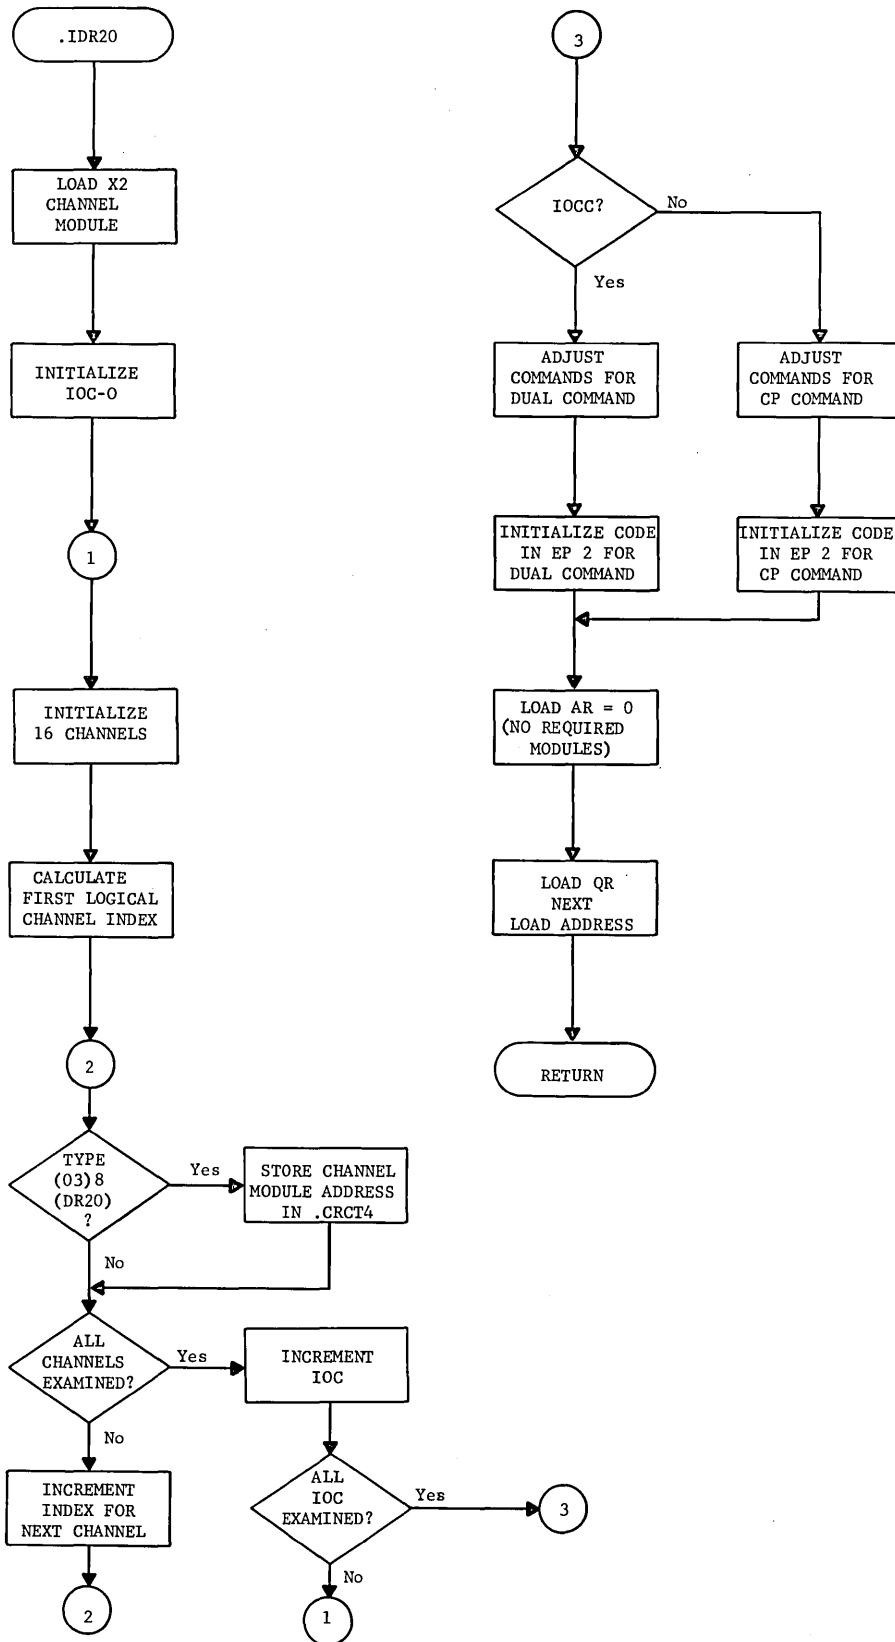 .IDR20
LOAD X2
CHANNEL
MODULE
INITIALIZE
IOC-0
1
INITIALIZE
16 CHANNELS
CALCULATE
FIRST LOGICAL
CHANNEL INDEX
2
TYPE
(03)8
(DR20)
?
Yes
STORE CHANNEL
MODULE ADDRESS
IN .CRCT4
No
ALL
CHANNELS
EXAMINED?
Yes
INCREMENT
IOC
No
INCREMENT
INDEX FOR
NEXT CHANNEL
2
ALL
IOC
EXAMINED?
Yes
3
No
1
3
IOCC?
No
Yes
ADJUST
COMMANDS FOR
DUAL COMMAND
ADJUST
COMMANDS FOR
CP COMMAND
INITIALIZE CODE
IN EP 2 FOR
DUAL COMMAND
INITIALIZE CODE
IN EP 2 FOR
CP COMMAND
LOAD AR = 0
(NO REQUIRED
MODULES)
LOAD QR
NEXT
LOAD ADDRESS
RETURN